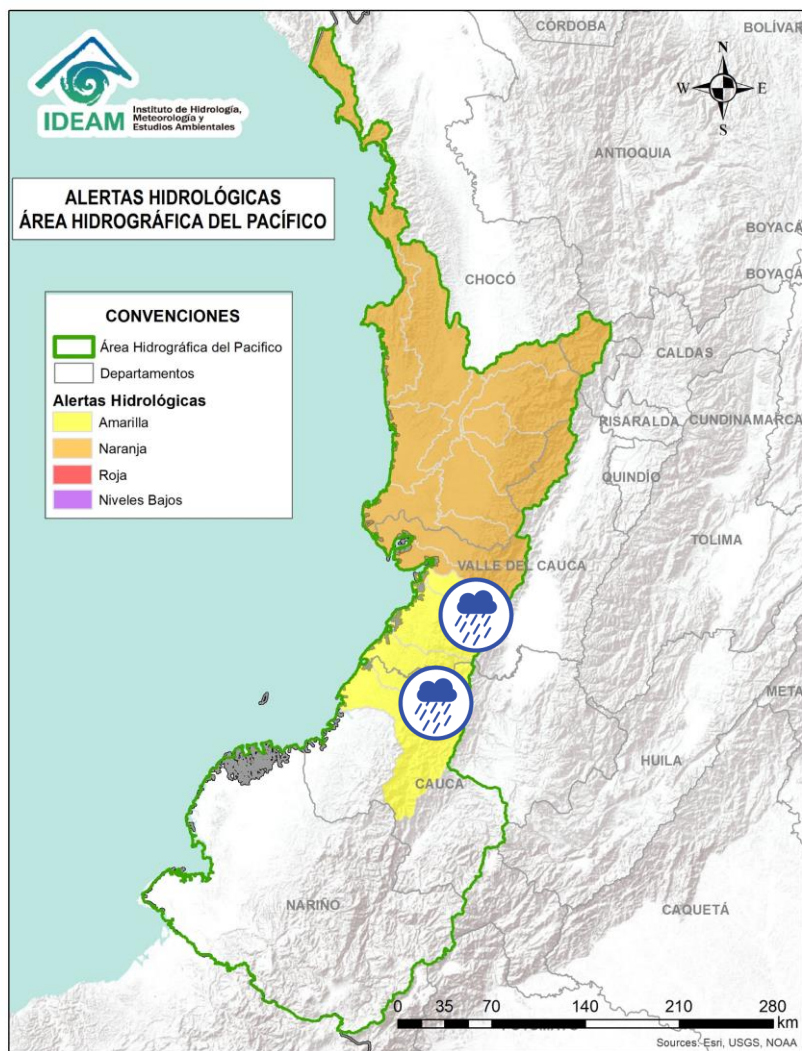 CÓRDOBA
BOLÍVAR
IDEAM
Instituto de Hidrología,
Meteorología y
Estudios Ambientales
N
W
E
S
ANTIOQUIA
ALERTAS HIDROLÓGICAS
ÁREA HIDROGRÁFICA DEL PACÍFICO
BOYACÁ
BOYACÁ
CHOCÓ
CONVENCIONES
Área Hidrográfica del Pacifico
Departamentos
Alertas Hidrológicas
Amarilla
Naranja
Roja
Niveles Bajos
CALDAS
RISARALDA
CUNDINAMARCA
QUINDÍO
TOLIMA
VALLE DEL CAUCA
META
HUILA
CAUCA
NARIÑO
CAQUETÁ
0 35 70 140 210 280
km
Sources: Esri, USGS, NOAA